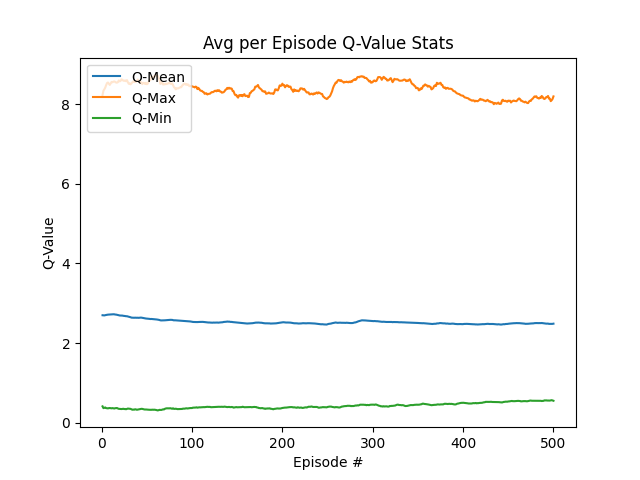 Avg per Episode Q-Value Stats
Q-Mean
Q-Max
Q-Min
Q-Value
8
6
4
2
0
0 100 200 300 400 500
Episode #